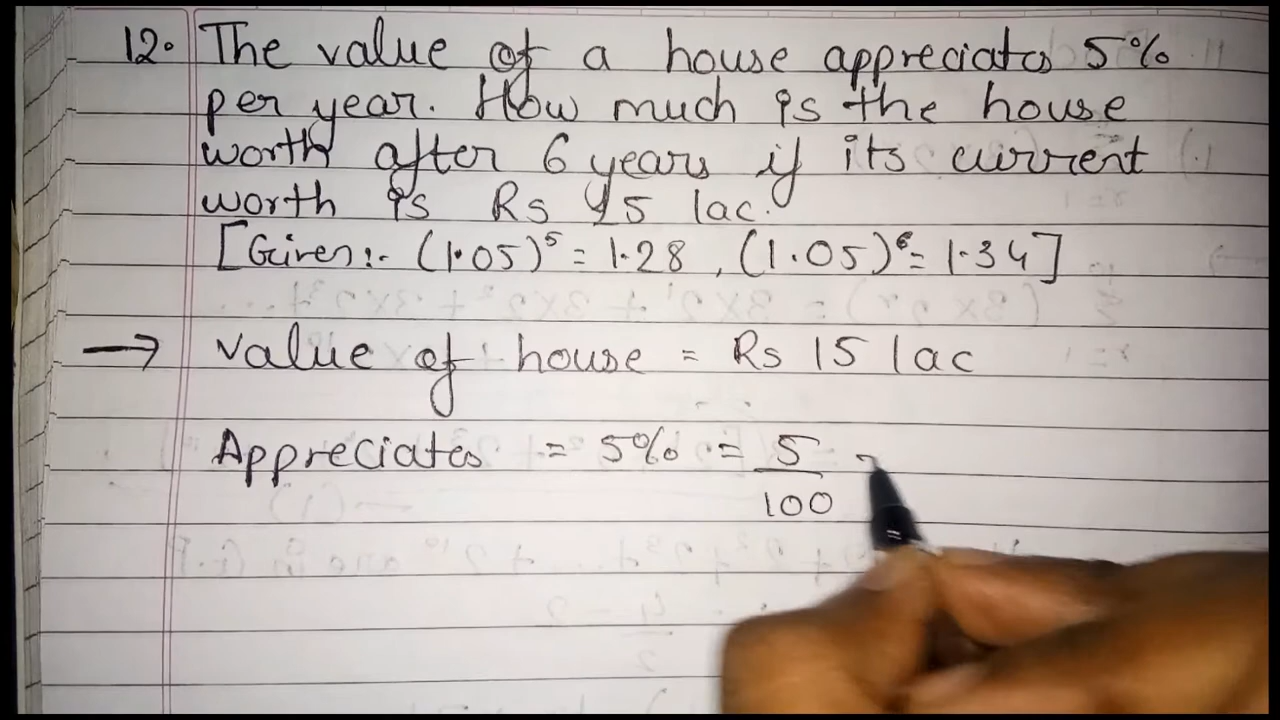 12. The value of a house appreciates 5%
per year. How much is the house
worth after 6 years if its current
worth is Rs 15 lac.
[Given:- (1.05)⁵ = 1.28, (1.05)⁶ = 1.34]
→ Value of house = Rs 15 lac
Appreciates = 5% = 5/100